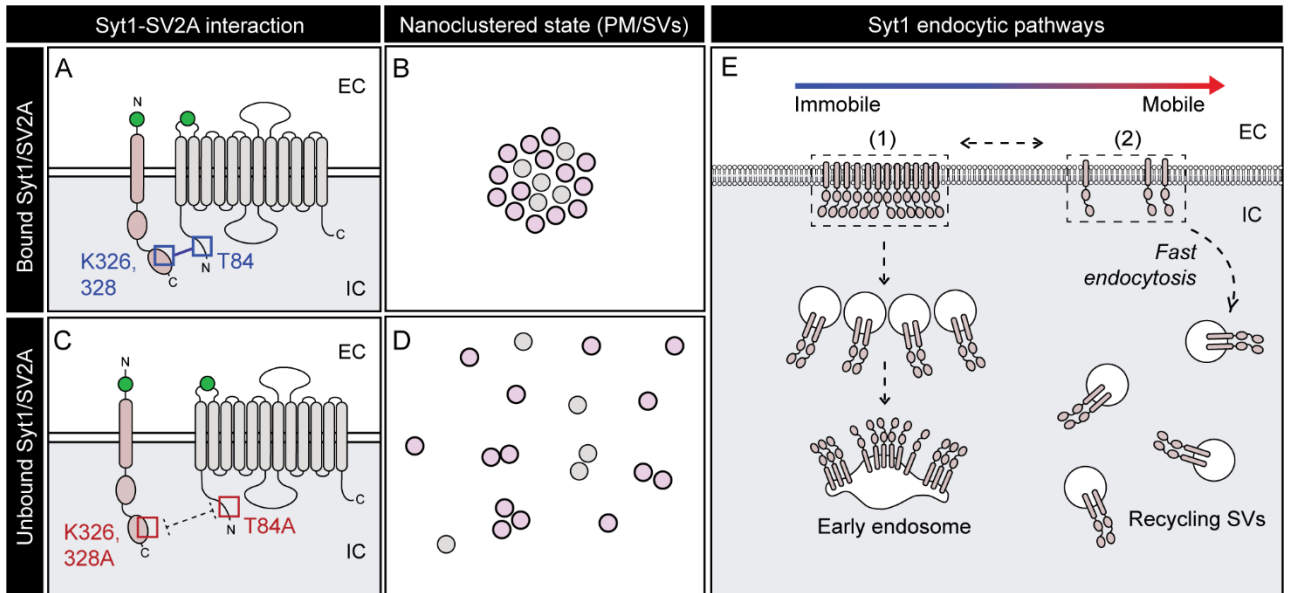 Syt1-SV2A interaction
Nanoclustered state (PM/SVs)
Syt1 endocytic pathways
Bound Syt1/SV2A
A
EC
N
K326,
328
T84
N
C
C
IC
B
Unbound Syt1/SV2A
C
EC
N
K326,
328A
T84A
N
C
C
IC
D
E
Immobile
Mobile
EC
(1)
(2)
IC
Fast
endocytosis
Early endosome
Recycling SVs